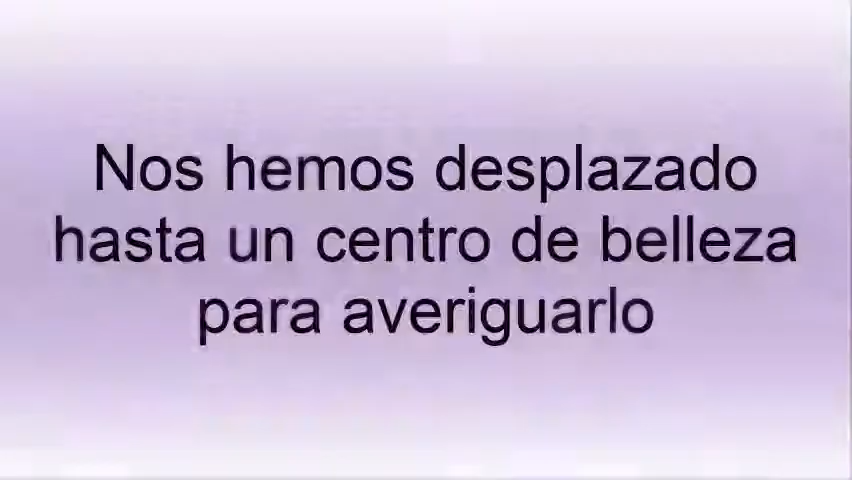 Nos hemos desplazado
hasta un centro de belleza
para averiguarlo